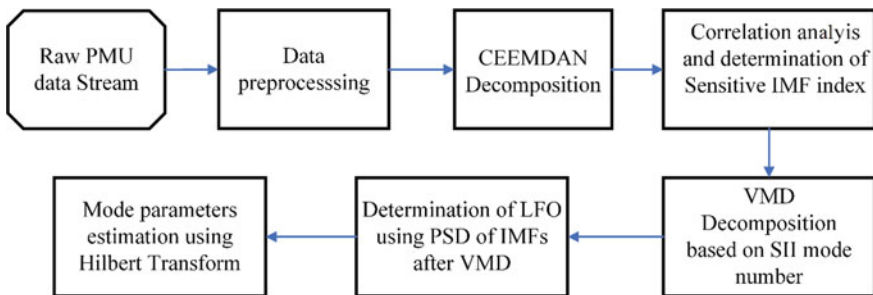 Raw PMU
data Stream
Data
preprocesssing
CEEMDAN
Decomposition
Correlation analyis
and determination of
Sensitive IMF index
VMD
Decomposition
based on SII mode
number
Determination of LFO
using PSD of IMFs
after VMD
Mode parameters
estimation using
Hilbert Transform